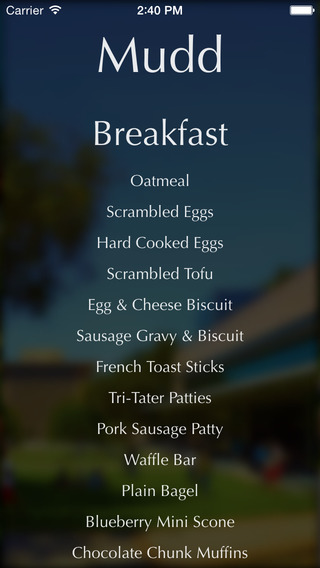 Carrier 2:40 PM
Mudd
Breakfast
Oatmeal
Scrambled Eggs
Hard Cooked Eggs
Scrambled Tofu
Egg & Cheese Biscuit
Sausage Gravy & Biscuit
French Toast Sticks
Tri-Tater Patties
Pork Sausage Patty
Waffle Bar
Plain Bagel
Blueberry Mini Scone
Chocolate Chunk Muffins